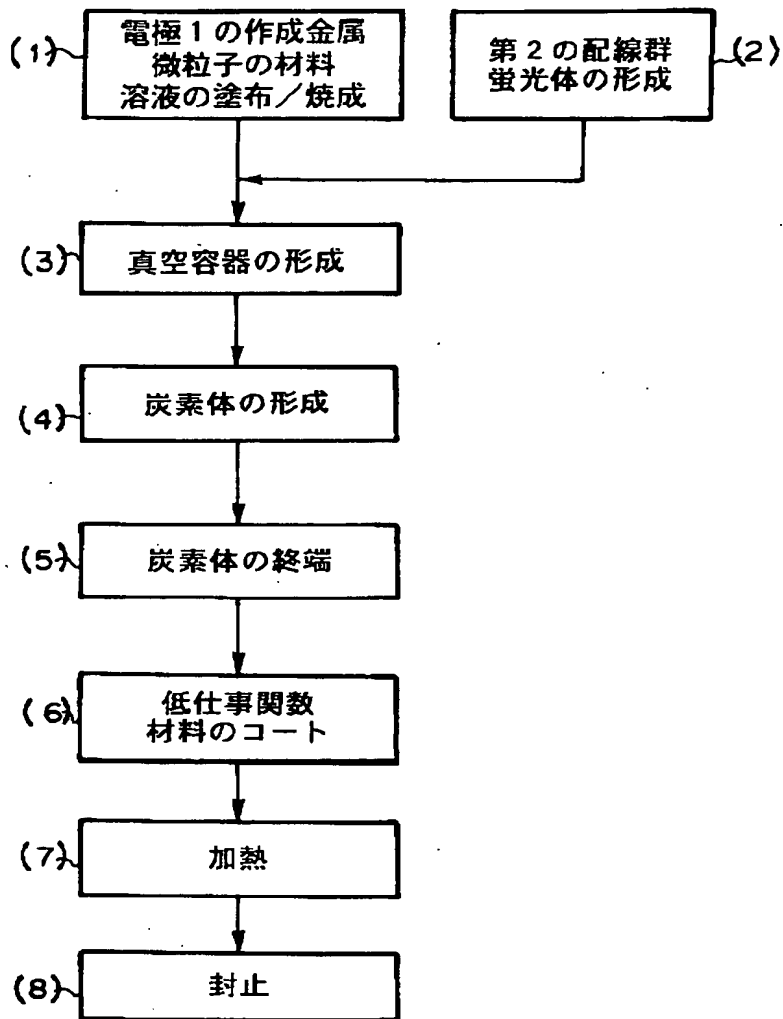 (1)
電極1の作成金属
微粒子の材料
溶液の塗布／焼成
第2の配線群
蛍光体の形成
(2)
(3)
真空容器の形成
(4)
炭素体の形成
(5)
炭素体の終端
(6)
低仕事関数
材料のコート
(7)
加熱
(8)
封止